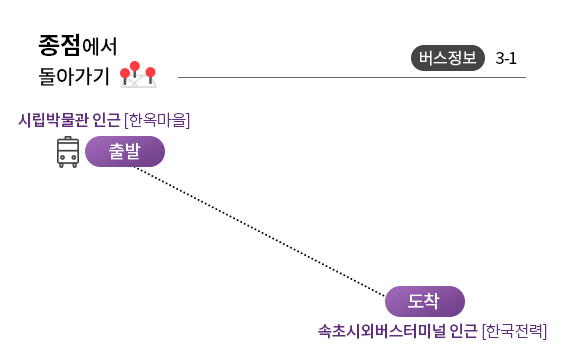 종점에서
돌아가기
버스정보 3-1
시립박물관 인근 [한옥마을]
출발
도착
속초시외버스터미널 인근 [한국전력]